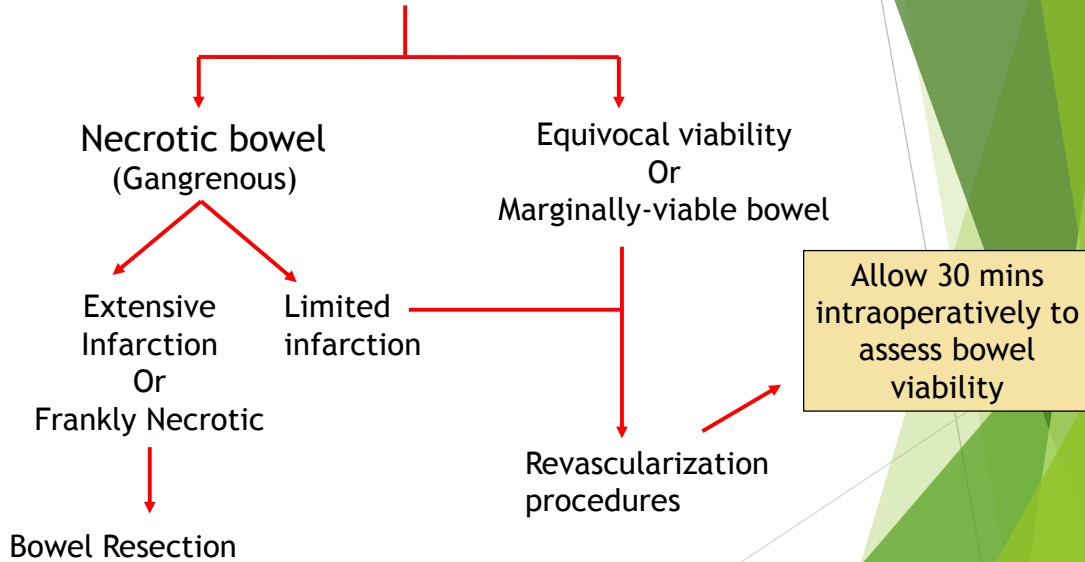 Necrotic bowel
(Gangrenous)
Equivocal viability
Or
Marginally-viable bowel
Extensive
Infarction
Or
Frankly Necrotic
Limited
infarction
Allow 30 mins
intraoperatively to
assess bowel
viability
Revascularization
procedures
Bowel Resection